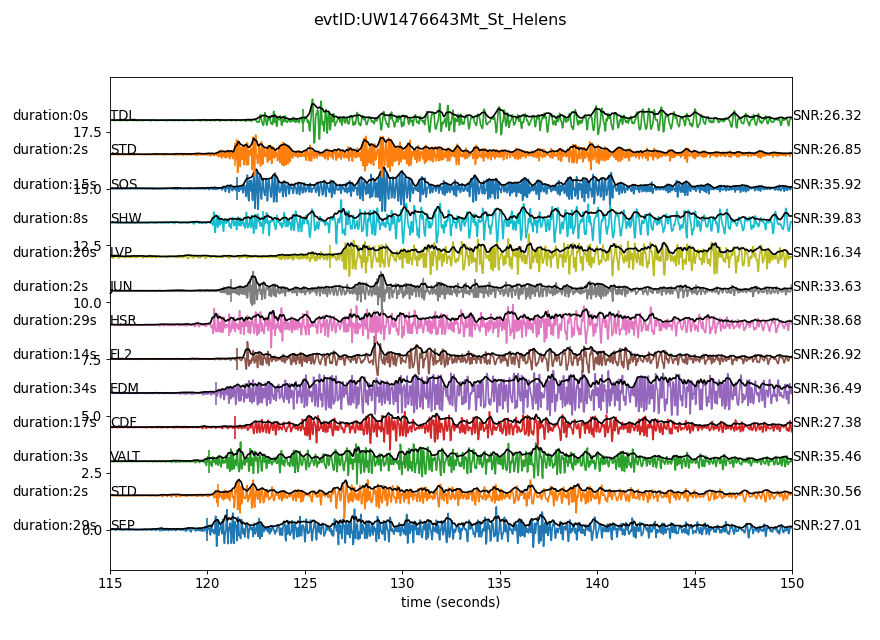 evtID:UW1476643Mt_St_Helens
duration:0s TDL SNR:26.32
17.5
duration:2s STD SNR:26.85
duration:15s SOS SNR:35.92
15.0
duration:8s SHW SNR:39.83
12.5
duration:20s LVP SNR:16.34
duration:2s JUN SNR:33.63
10.0
duration:29s HSR SNR:38.68
duration:14s FL2 SNR:26.92
7.5
duration:34s EDM SNR:36.49
5.0
duration:17s CDF SNR:27.38
duration:3s VALT SNR:35.46
2.5
duration:2s STD SNR:30.56
duration:29s SEP SNR:27.01
0.0
115 120 125 130 135 140 145 150
time (seconds)